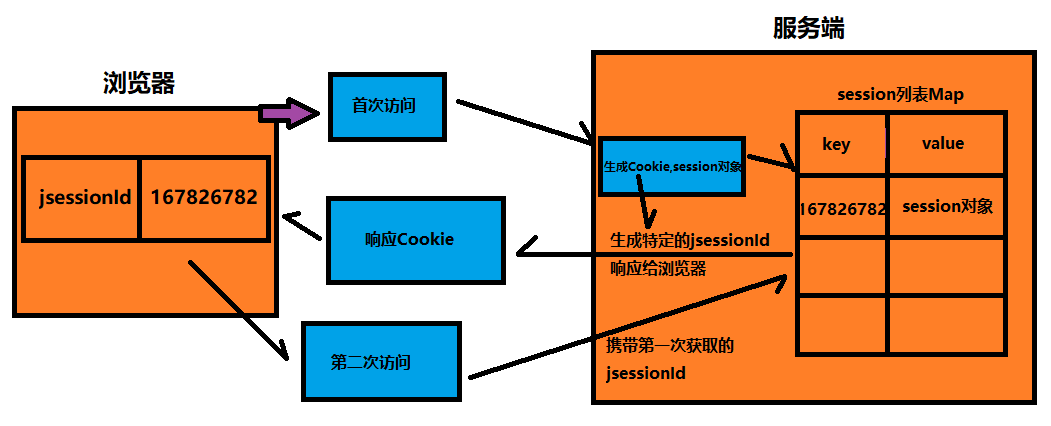 服务端
浏览器
session列表Map
首次访问
key
value
生成Cookie,session对象
jsessionId
167826782
167826782
session对象
响应Cookie
生成特定的jsessionId
响应给浏览器
第二次访问
携带第一次获取的
jsessionId